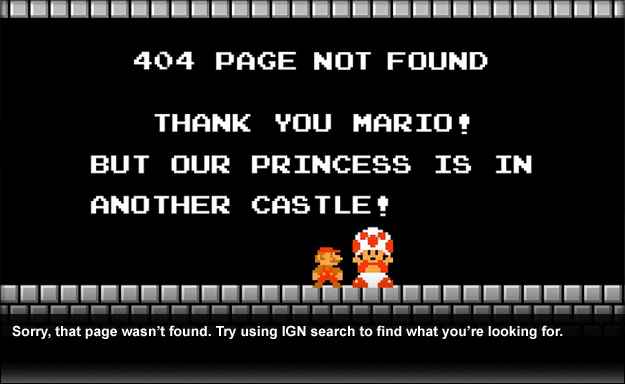 404 PAGE NOT FOUND
THANK YOU MARIO!
BUT OUR PRINCESS IS IN
ANOTHER CASTLE!
Sorry, that page wasn't found. Try using IGN search to find what you're looking for.